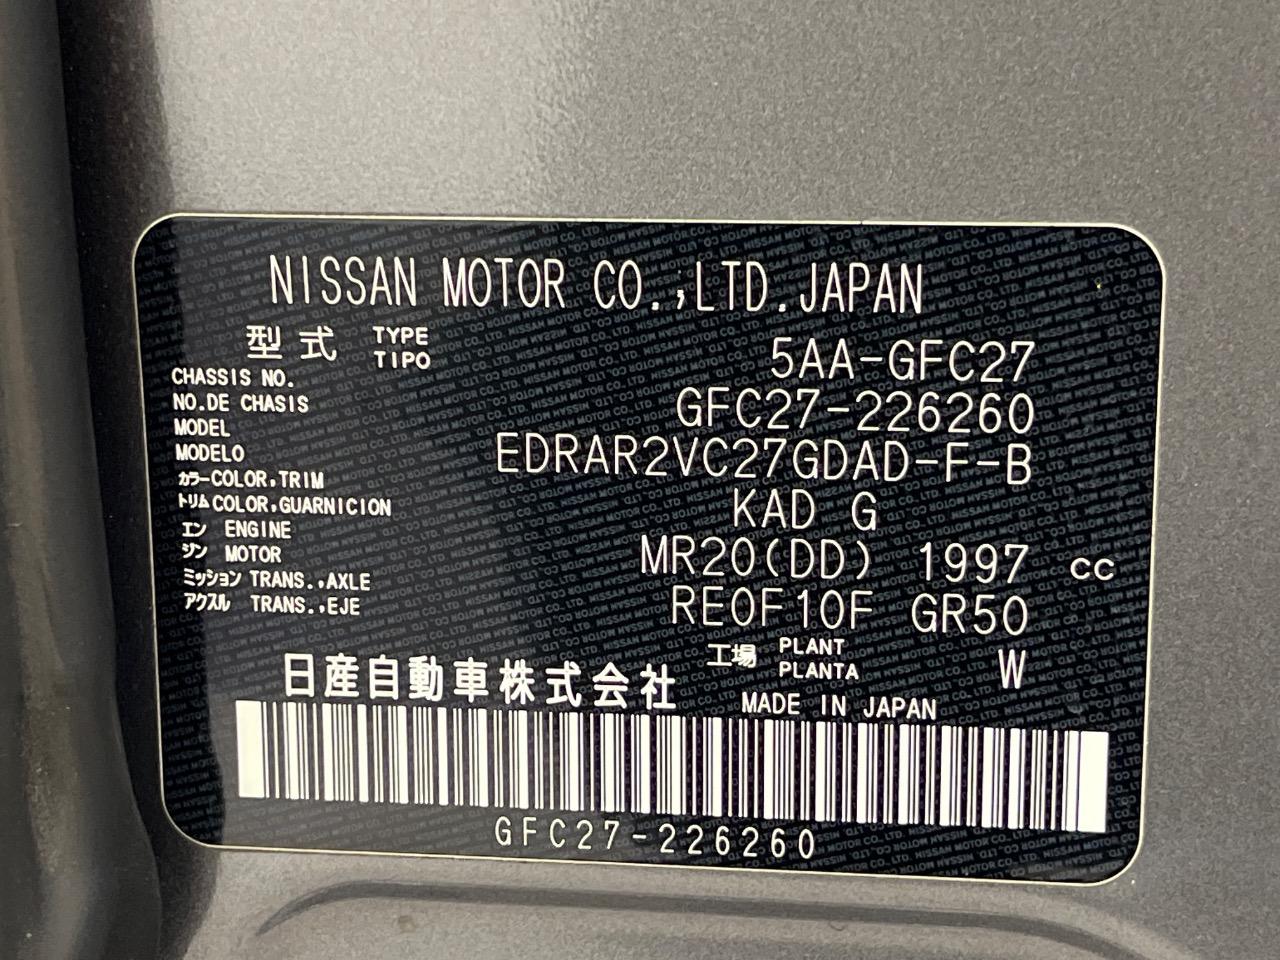 NISSAN MOTOR CO.,LTD.JAPAN
型式 TYPE TIPO 5AA-GFC27
CHASSIS NO.
NO.DE CHASIS GFC27-226260
MODEL
MODELO EDRAR2VC27GDAD-F-B
カラー COLOR,TRIM
トリム COLOR,GUARNICION KAD G
エン ENGINE
ジン MOTOR MR20(DD) 1997 cc
ミッション TRANS.,AXLE
アクスル TRANS.,EJE RE0F10F GR50
工場 PLANT PLANTA W
日産自動車株式会社 MADE IN JAPAN
GFC27-226260